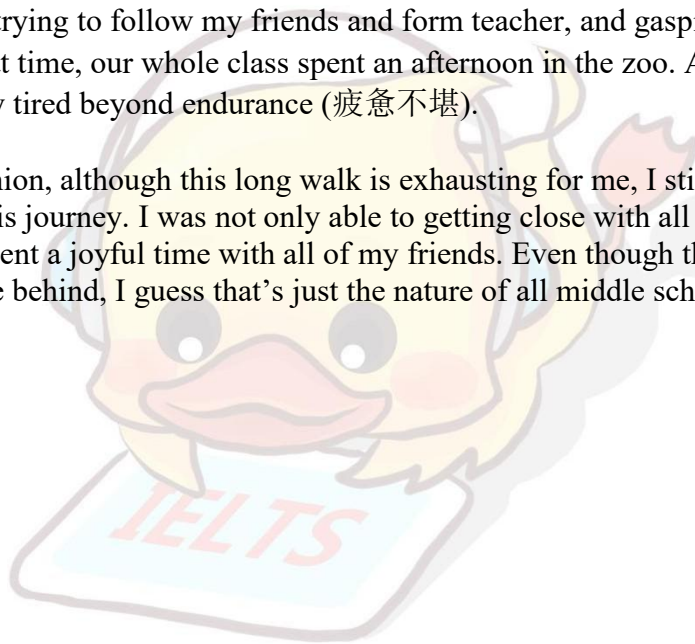 trying to follow my friends and form teacher, and gasp
t time, our whole class spent an afternoon in the zoo. A
y tired beyond endurance (疲惫不堪).
nion, although this long walk is exhausting for me, I sti
is journey. I was not only able to getting close with all
ent a joyful time with all of my friends. Even though th
e behind, I guess that’s just the nature of all middle sch
IELTS